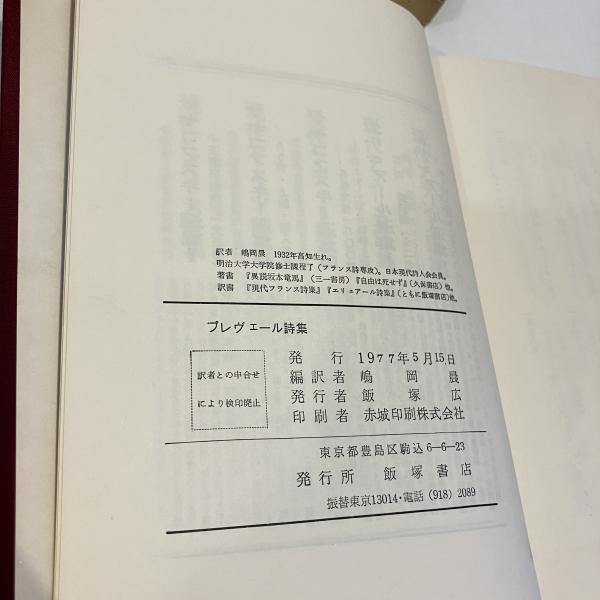 訳者 嶋岡晨 1932年高知生れ。
明治大学大学院修士課程了(フランス詩専攻)。日本現代詩人会会員。
著書 『異説坂本竜馬』(三一書房)『自由は死せず』(久保書店)他。
訳書 『現代フランス詩集』『エリュアール詩集』(ともに飯塚書店)他。
プレヴェール詩集
訳者との申合せ
により検印廃止
発行 1977年5月15日
編訳者 嶋岡晨
発行者 飯塚広
印刷者 赤城印刷株式会社
東京都豊島区駒込6-6-23
発行所 飯塚書店
振替東京13014・電話(918)2089